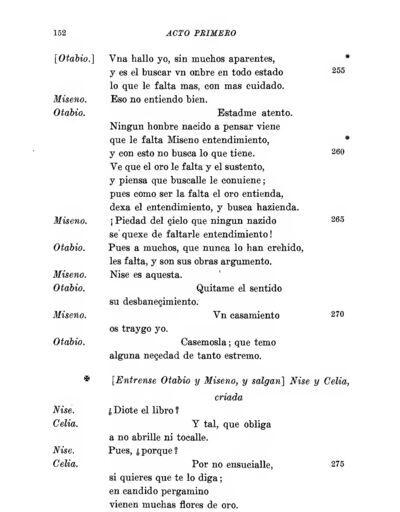 152 ACTO PRIMERO
[Otabio.] Vna hallo yo, sin muchos aparentes, *
y es el buscar vn onbre en todo estado 255
lo que le falta mas, con mas cuidado.
Miseno. Eso no entiendo bien.
Otabio. Estadme atento.
Ningun honbre nacido a pensar viene
que le falta Miseno entendimiento, *
y con esto no busca lo que tiene. 260
Ve que el oro le falta y el sustento,
y piensa que buscalle le conuiene;
pues como ser la falta el oro entienda,
dexa el entendimiento, y busca hazienda.
Miseno. ¡Piedad del çielo que ningun nazido 265
se quexe de faltarle entendimiento!
Otabio. Pues a muchos, que nunca lo han crehido,
les falta, y son sus obras argumento.
Miseno. Nise es aquesta.
Otabio. Quitame el sentido
su desbaneçimiento.
Miseno. Vn casamiento 270
os traygo yo.
Otabio. Casemosla; que temo
alguna neçedad de tanto estremo.
✠ [Entrense Otabio y Miseno, y salgan] Nise y Celia,
criada
Nise. ¿Diote el libro?
Celia. Y tal, que obliga
a no abrille ni tocalle.
Nise. Pues, ¿porque?
Celia. Por no ensucialle, 275
si quieres que te lo diga;
en candido pergamino
vienen muchas flores de oro.